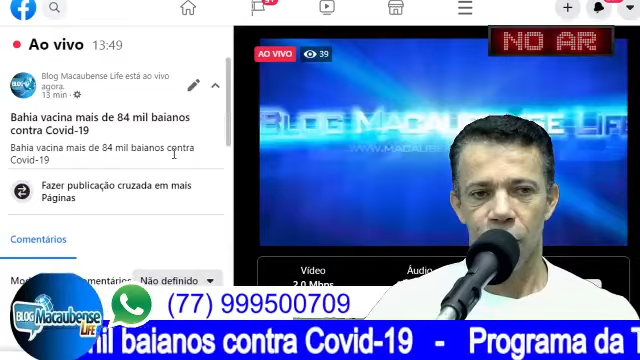 9+
Ao vivo 13:49
Blog Macaubense Life está ao vivo
agora.
13 min ·
Bahia vacina mais de 84 mil baianos
contra Covid-19
Bahia vacina mais de 84 mil baianos contra
Covid-19
Fazer publicação cruzada em mais
Páginas
Comentários
Não definido
AO VIVO 39
NO AR
BLOG MACAUBENSE LIFE
Vídeo
2.0 Mbps
Áudio
BLOG
Macaubense
LIFE
(77) 999500709
mil baianos contra Covid-19 - Programa da T